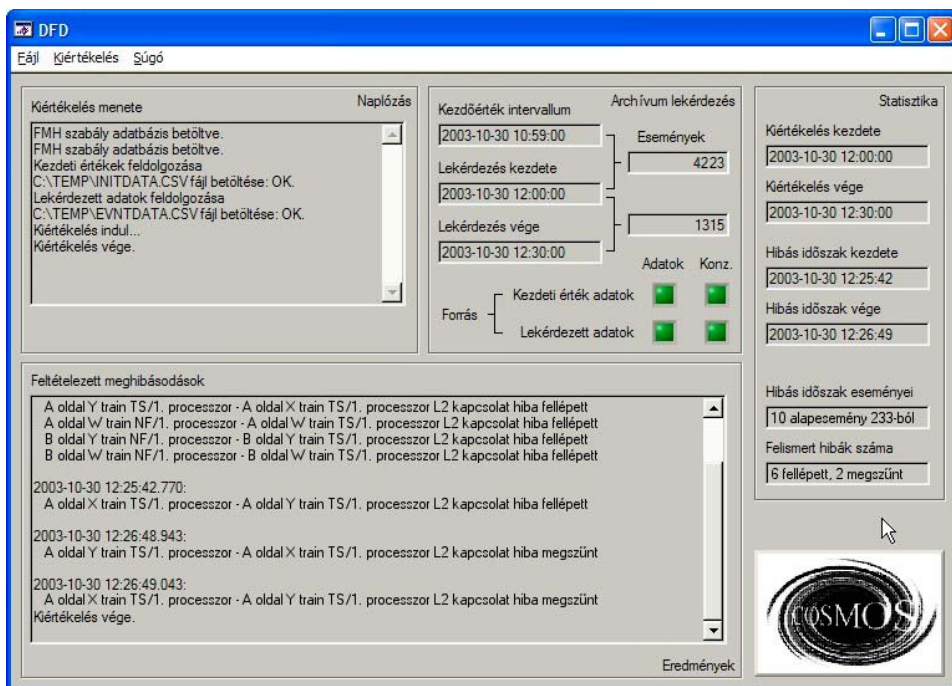 DFD
Fájl Kiértékelés Súgó
Naplózás
Kiértékelés menete
FMH szabály adatbázis betöltve.
FMH szabály adatbázis betöltve.
Kezdeti értékek feldolgozása
C:\TEMP\INITDATA.CSV fájl betöltése: OK.
Lekérdezett adatok feldolgozása
C:\TEMP\EVNTDATA.CSV fájl betöltése: OK.
Kiértékelés indul...
Kiértékelés vége.
Archívum lekérdezés
Kezdőérték intervallum
2003-10-30 10:59:00
Események
4223
Lekérdezés kezdete
2003-10-30 12:00:00
1315
Lekérdezés vége
2003-10-30 12:30:00
Adatok Konz.
Forrás
Kezdeti érték adatok
Lekérdezett adatok
Statisztika
Kiértékelés kezdete
2003-10-30 12:00:00
Kiértékelés vége
2003-10-30 12:30:00
Hibás időszak kezdete
2003-10-30 12:25:42
Hibás időszak vége
2003-10-30 12:26:49
Hibás időszak eseményei
10 alapesemény 233-ból
Felismert hibák száma
6 fellépett, 2 megszűnt
Feltételezett meghibásodások
A oldal Y train TS/1. processzor - A oldal X train TS/1. processzor L2 kapcsolat hiba fellépett
A oldal W train NF/1. processzor - A oldal W train TS/1. processzor L2 kapcsolat hiba fellépett
B oldal Y train NF/1. processzor - B oldal Y train TS/1. processzor L2 kapcsolat hiba fellépett
B oldal W train NF/1. processzor - B oldal W train TS/1. processzor L2 kapcsolat hiba fellépett
2003-10-30 12:25:42.770:
A oldal X train TS/1. processzor - A oldal Y train TS/1. processzor L2 kapcsolat hiba fellépett
2003-10-30 12:26:48.943:
A oldal Y train TS/1. processzor - A oldal X train TS/1. processzor L2 kapcsolat hiba megszűnt
2003-10-30 12:26:49.043:
A oldal X train TS/1. processzor - A oldal Y train TS/1. processzor L2 kapcsolat hiba megszűnt
Kiértékelés vége.
Eredmények
COSMOS